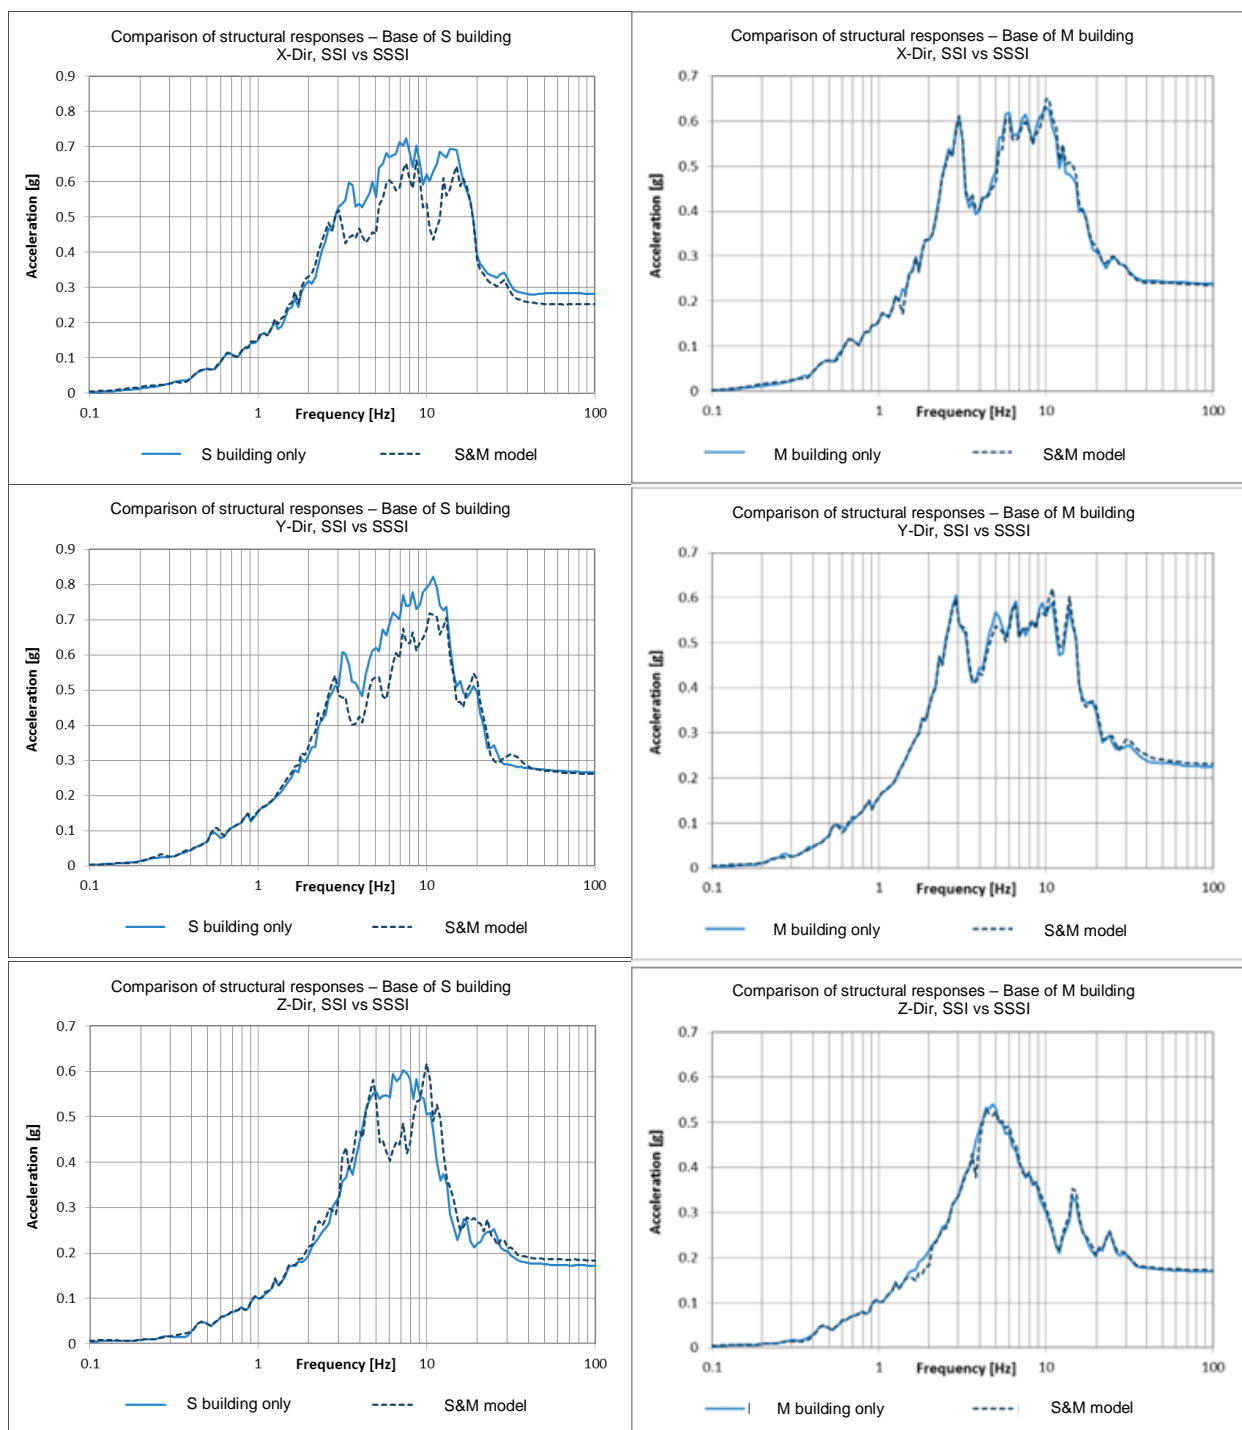 Comparison of structural responses – Base of S building
X-Dir, SSI vs SSSI
0.9
0.8
0.7
0.6
0.5
0.4
0.3
0.2
0.1
0
Acceleration [g]
0.1
1
10
100
Frequency [Hz]
S building only
S&M model
Comparison of structural responses – Base of M building
X-Dir, SSI vs SSSI
0.7
0.6
0.5
0.4
0.3
0.2
0.1
0
Acceleration [g]
0.1
1
10
100
Frequency [Hz]
M building only
S&M model
Comparison of structural responses – Base of S building
Y-Dir, SSI vs SSSI
0.9
0.8
0.7
0.6
0.5
0.4
0.3
0.2
0.1
0
Acceleration [g]
0.1
1
10
100
Frequency [Hz]
S building only
S&M model
Comparison of structural responses – Base of M building
Y-Dir, SSI vs SSSI
0.7
0.6
0.5
0.4
0.3
0.2
0.1
0
Acceleration [g]
0.1
1
10
100
Frequency [Hz]
M building only
S&M model
Comparison of structural responses – Base of S building
Z-Dir, SSI vs SSSI
0.7
0.6
0.5
0.4
0.3
0.2
0.1
0
Acceleration [g]
0.1
1
10
100
Frequency [Hz]
S building only
S&M model
Comparison of structural responses – Base of M building
Z-Dir, SSI vs SSSI
0.7
0.6
0.5
0.4
0.3
0.2
0.1
0
Acceleration [g]
0.1
1
10
100
Frequency [Hz]
M building only
S&M model